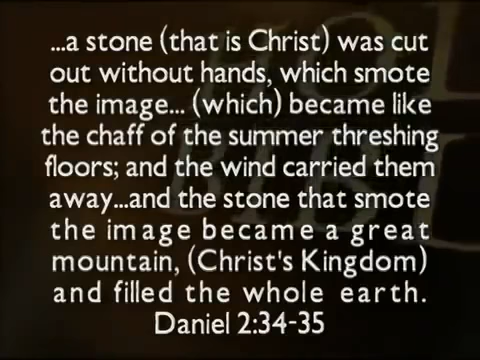 ...a stone (that is Christ) was cut
out without hands, which smote
the image... (which) became like
the chaff of the summer threshing
floors; and the wind carried them
away...and the stone that smote
the image became a great
mountain, (Christ's Kingdom)
and filled the whole earth.
Daniel 2:34-35